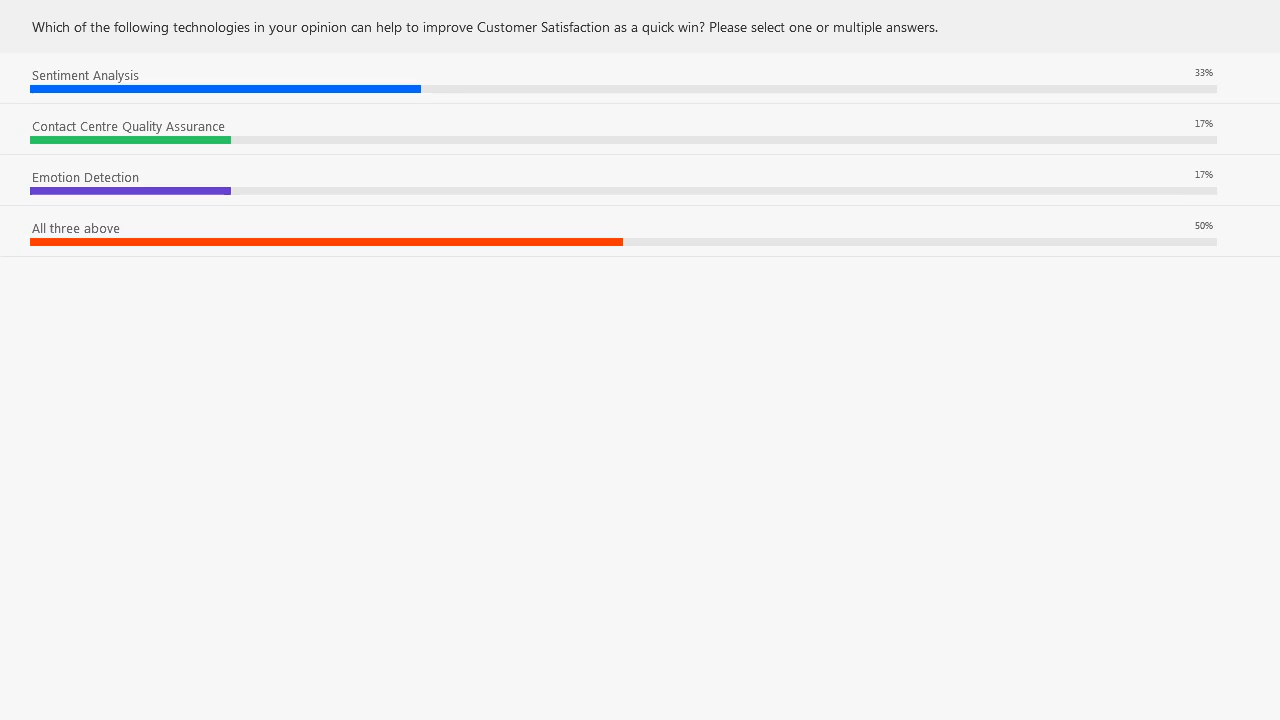 Which of the following technologies in your opinion can help to improve Customer Satisfaction as a quick win? Please select one or multiple answers.
Sentiment Analysis 33%
Contact Centre Quality Assurance 17%
Emotion Detection 17%
All three above 50%